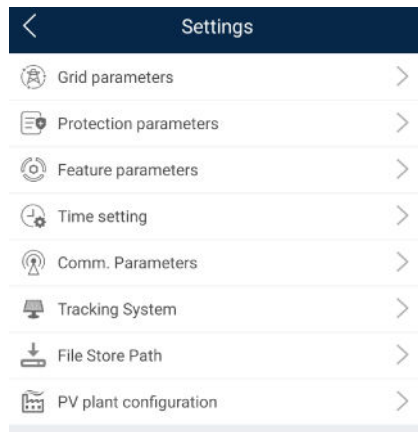 Settings
Grid parameters
Protection parameters
Feature parameters
Time setting
Comm. Parameters
Tracking System
File Store Path
PV plant configuration